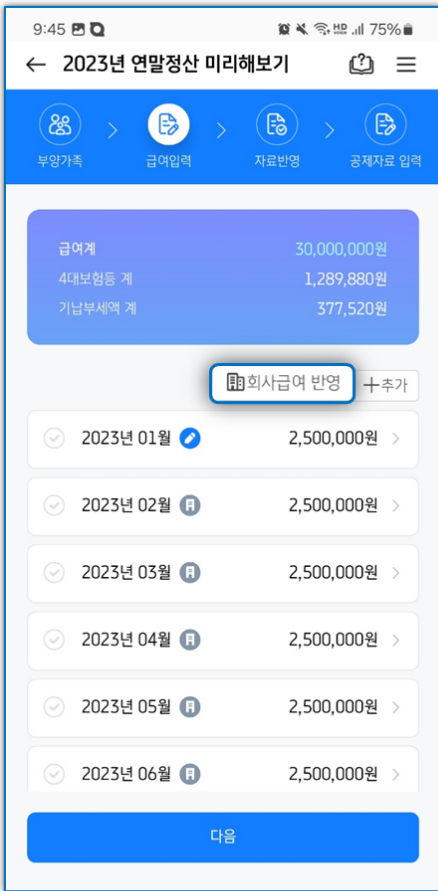 9:45 75%
2023년 연말정산 미리해보기
부양가족 급여입력 자료반영 공제자료 입력
급여계 30,000,000원
4대보험등 계 1,289,880원
기납부세액 계 377,520원
회사급여 반영 +추가
2023년 01월 2,500,000원
2023년 02월 2,500,000원
2023년 03월 2,500,000원
2023년 04월 2,500,000원
2023년 05월 2,500,000원
2023년 06월 2,500,000원
다음